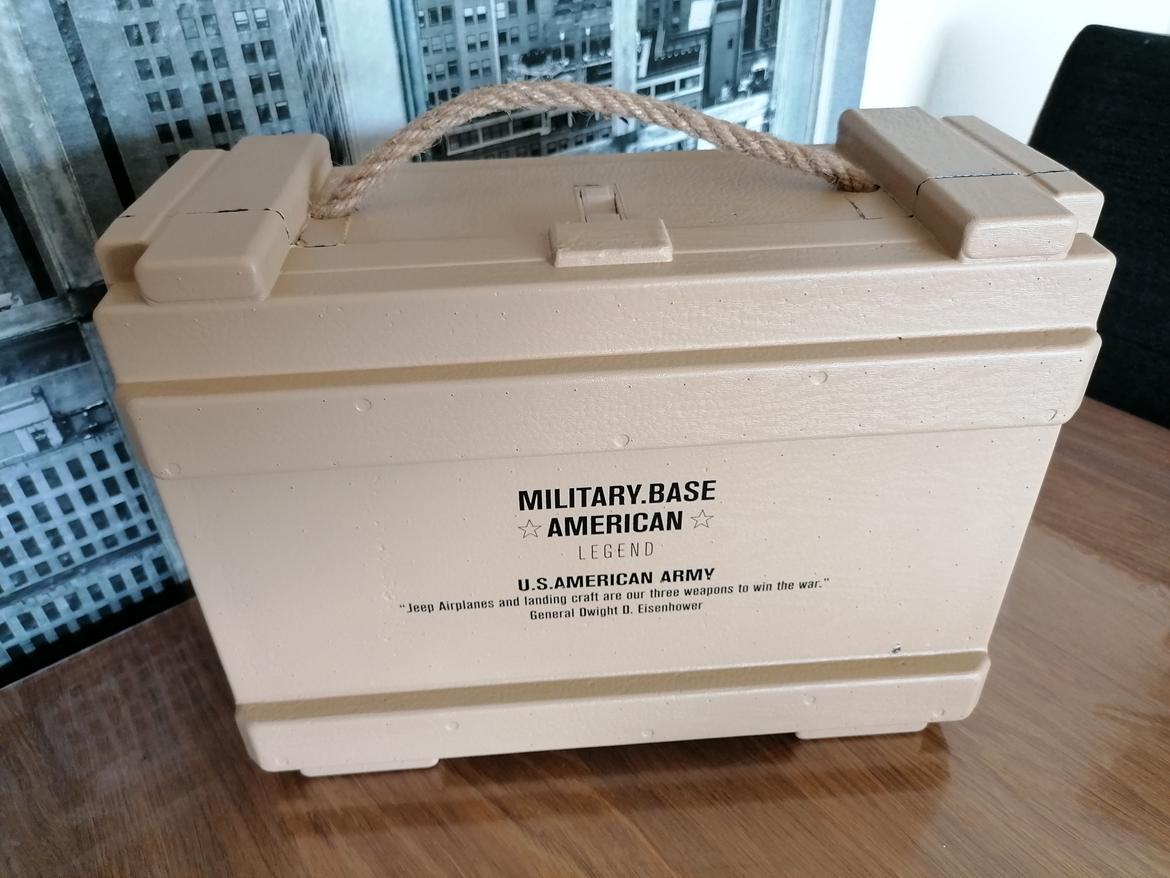 MILITARY.BASE
☆ AMERICAN ☆
LEGEND
U.S.AMERICAN ARMY
“Jeep Airplanes and landing craft are our three weapons to win the war.”
General Dwight D. Eisenhower